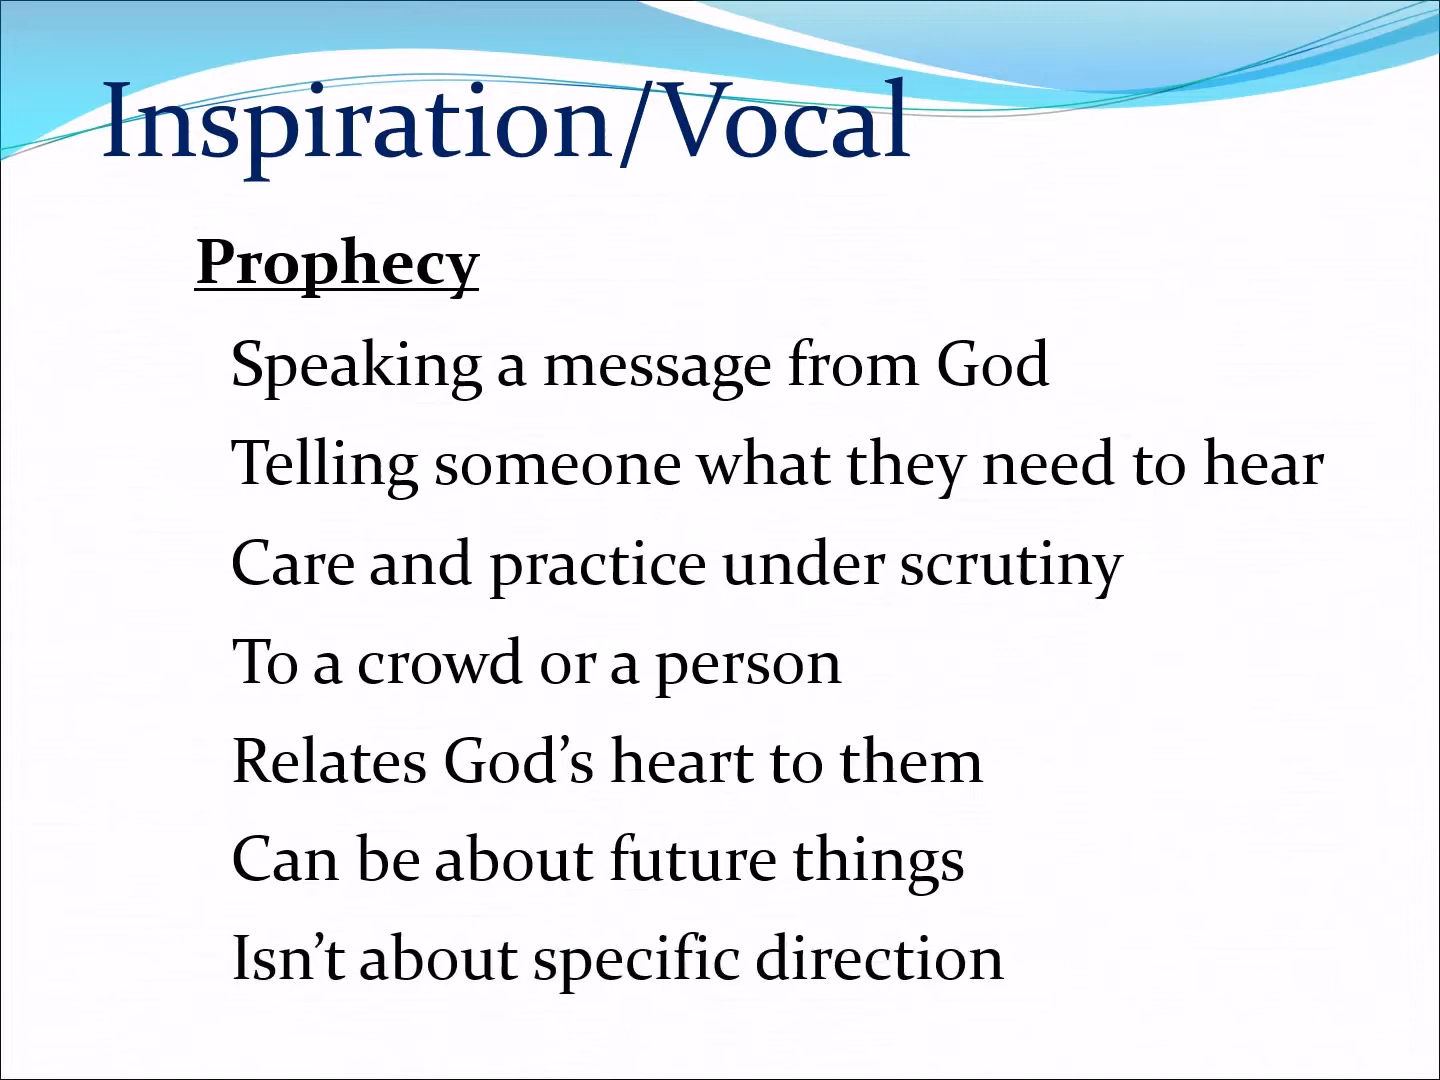 Inspiration/Vocal
Prophecy
Speaking a message from God
Telling someone what they need to hear
Care and practice under scrutiny
To a crowd or a person
Relates God’s heart to them
Can be about future things
Isn’t about specific direction